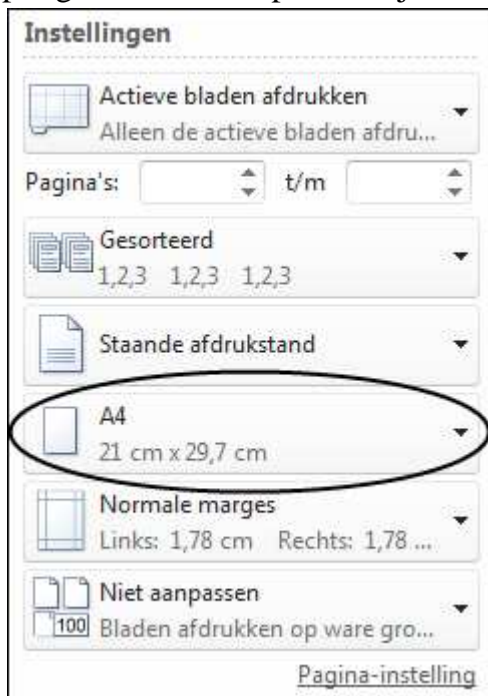 Instellingen
Actieve bladen afdrukken
Alleen de actieve bladen afdru...
Pagina's: t/m
Gesorteerd
1,2,3 1,2,3 1,2,3
Staande afdrukstand
A4
21 cm x 29,7 cm
Normale marges
Links: 1,78 cm Rechts: 1,78 ...
Niet aanpassen
100 Bladen afdrukken op ware gro...
Pagina-instelling